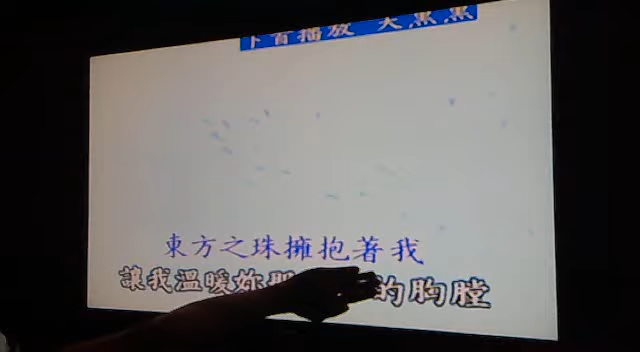 下首播放 天黑黑
東方之珠擁抱著我
讓我溫暖妳那 的胸膛